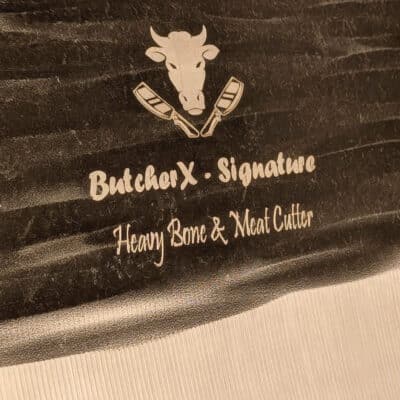 ButcherX • Signature
Heavy Bone & Meat Cutter